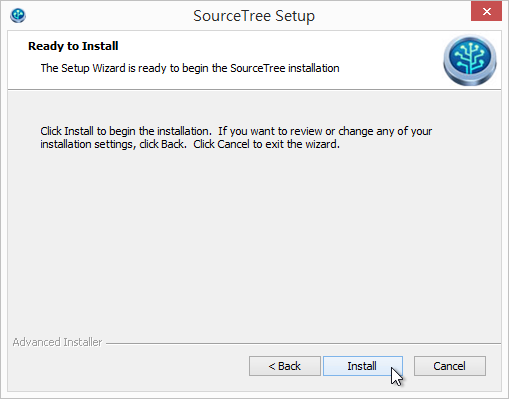 SourceTree Setup
Ready to Install
The Setup Wizard is ready to begin the SourceTree installation
Click Install to begin the installation.  If you want to review or change any of your
installation settings, click Back.  Click Cancel to exit the wizard.
Advanced Installer
< Back Install Cancel